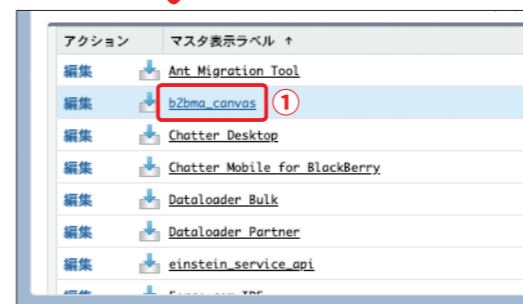 アクション マスタ表示ラベル ↑
編集 Ant Migration Tool
編集 b2bma_canvas ①
編集 Chatter Desktop
編集 Chatter Mobile for BlackBerry
編集 Dataloader Bulk
編集 Dataloader Partner
編集 einstein_service_api